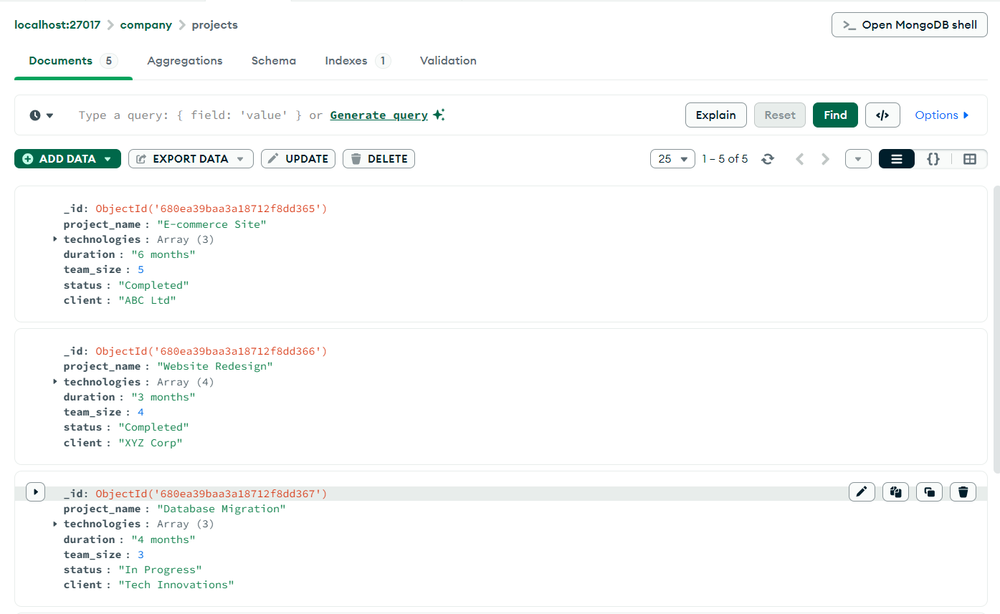 localhost:27017 > company > projects
>_ Open MongoDB shell
Documents 5 Aggregations Schema Indexes 1 Validation
Type a query: { field: 'value' } or Generate query
Explain Reset Find </> Options
ADD DATA EXPORT DATA UPDATE DELETE
25 1 – 5 of 5 {}
_id: ObjectId('680ea39baa3a18712f8dd365')
project_name : "E-commerce Site"
technologies : Array (3)
duration : "6 months"
team_size : 5
status : "Completed"
client : "ABC Ltd"
_id: ObjectId('680ea39baa3a18712f8dd366')
project_name : "Website Redesign"
technologies : Array (4)
duration : "3 months"
team_size : 4
status : "Completed"
client : "XYZ Corp"
_id: ObjectId('680ea39baa3a18712f8dd367')
project_name : "Database Migration"
technologies : Array (3)
duration : "4 months"
team_size : 3
status : "In Progress"
client : "Tech Innovations"